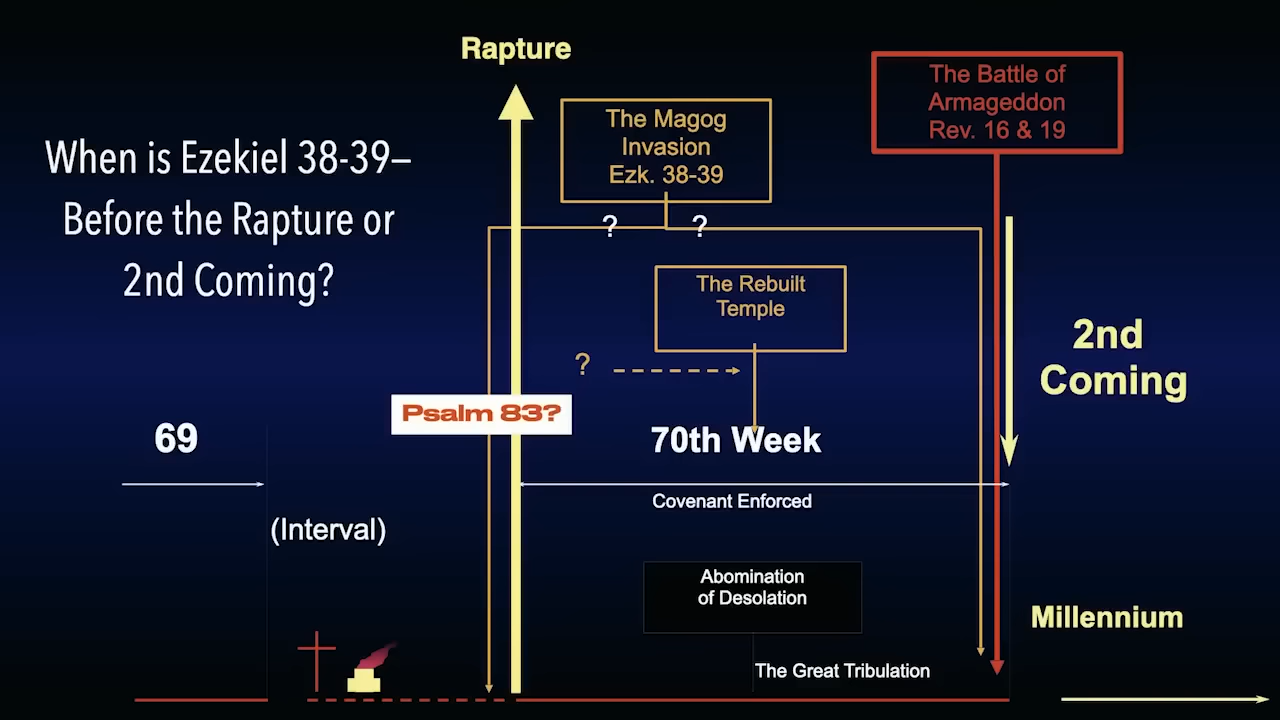 Rapture
The Battle of
Armageddon
Rev. 16 & 19
The Magog
Invasion
Ezk. 38-39
When is Ezekiel 38-39–
Before the Rapture or
2nd Coming?
?
?
The Rebuilt
Temple
?
2nd
Coming
Psalm 83?
69
70th Week
Covenant Enforced
(Interval)
Abomination
of Desolation
Millennium
The Great Tribulation